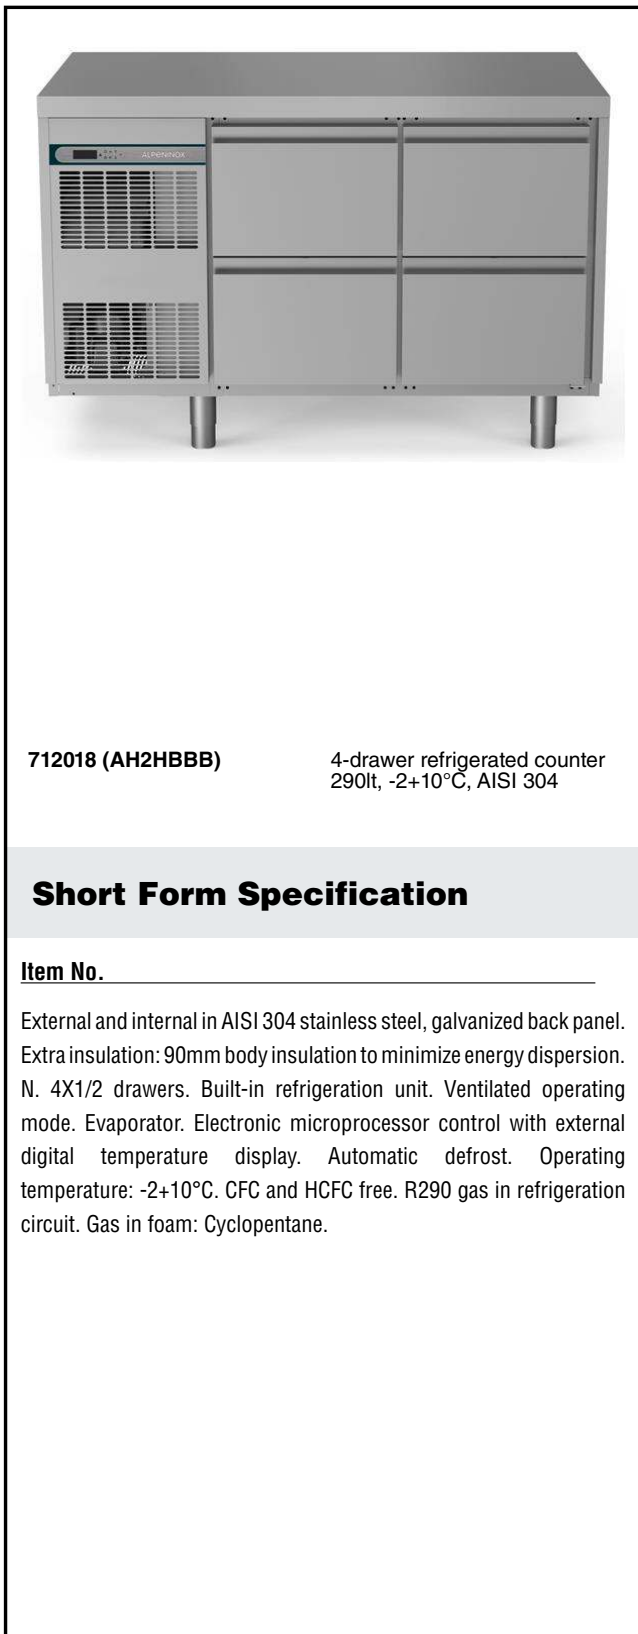 ALPENINOX
712018 (AH2HBBB)
4-drawer refrigerated counter
290lt, -2+10°C, AISI 304
Short Form Specification
Item No.
External and internal in AISI 304 stainless steel, galvanized back panel.
Extra insulation: 90mm body insulation to minimize energy dispersion.
N. 4X1/2 drawers. Built-in refrigeration unit. Ventilated operating
mode. Evaporator. Electronic microprocessor control with external
digital temperature display. Automatic defrost. Operating
temperature: -2+10°C. CFC and HCFC free. R290 gas in refrigeration
circuit. Gas in foam: Cyclopentane.